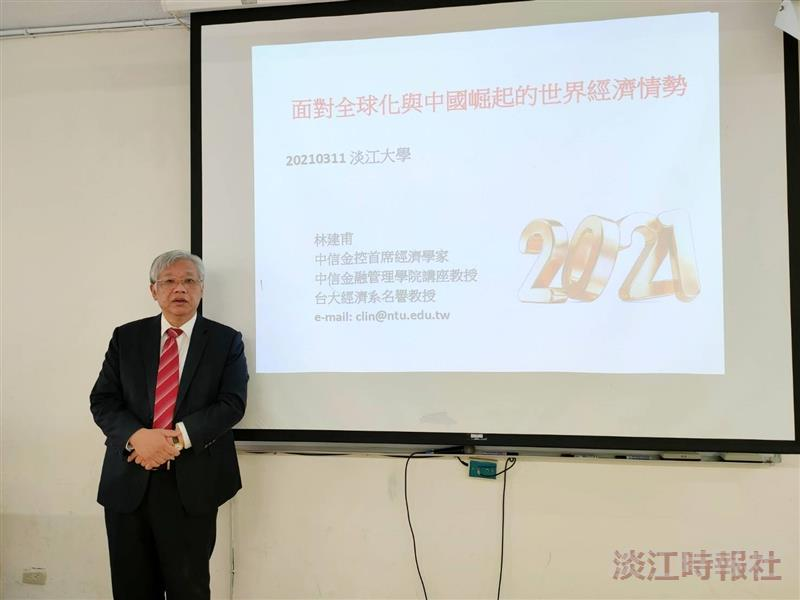 面對全球化與中國崛起的世界經濟情勢
20210311 淡江大學
林建甫
中信金控首席經濟學家
中信金融管理學院講座教授
台大經濟系名譽教授
e-mail: clin@ntu.edu.tw
2021
淡江時報社